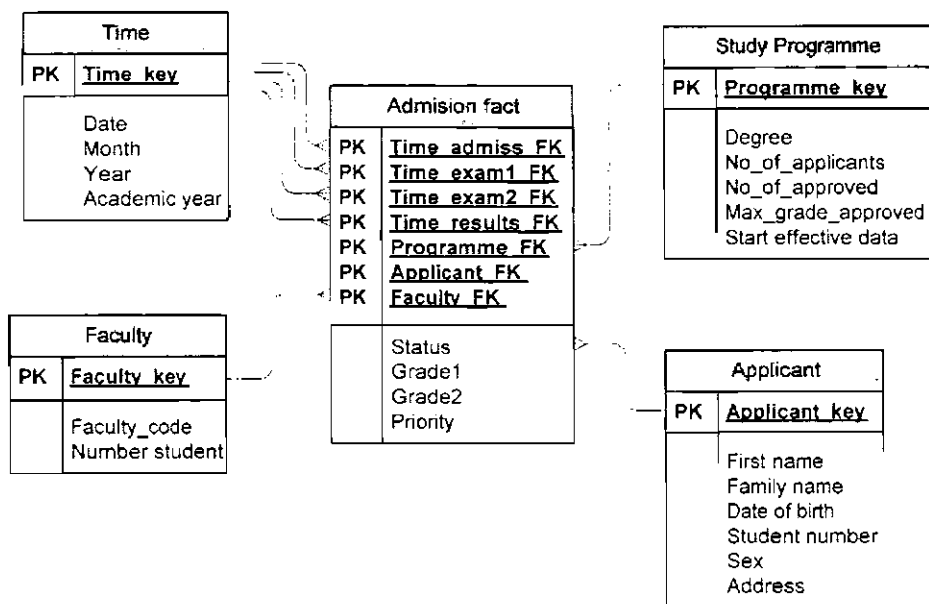 Time
PK Time_key
Date
Month
Year
Academic year
Admision fact
PK Time_admiss_FK
PK Time_exam1_FK
PK Time_exam2_FK
PK Time_results_FK
PK Programme_FK
PK Applicant_FK
PK Faculty_FK
Status
Grade1
Grade2
Priority
Study Programme
PK Programme_key
Degree
No_of_applicants
No_of_approved
Max_grade_approved
Start effective data
Faculty
PK Faculty_key
Faculty_code
Number student
Applicant
PK Applicant_key
First name
Family name
Date of birth
Student number
Sex
Address